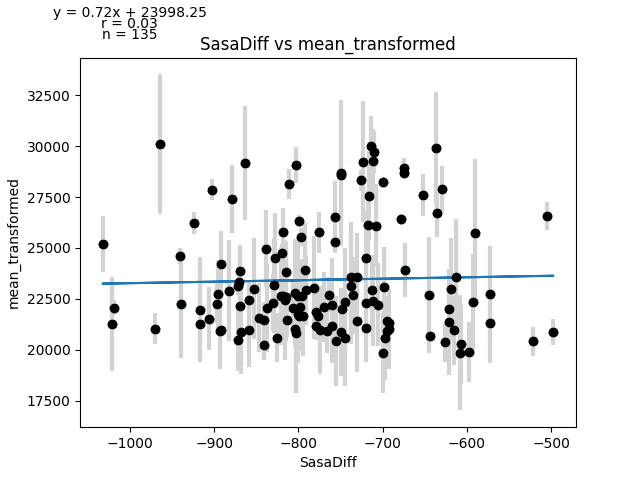 y = 0.72x + 23998.25
r = 0.03
n = 135
SasaDiff vs mean_transformed
32500
30000
27500
25000
22500
20000
17500
mean_transformed
−1000 −900 −800 −700 −600 −500
SasaDiff